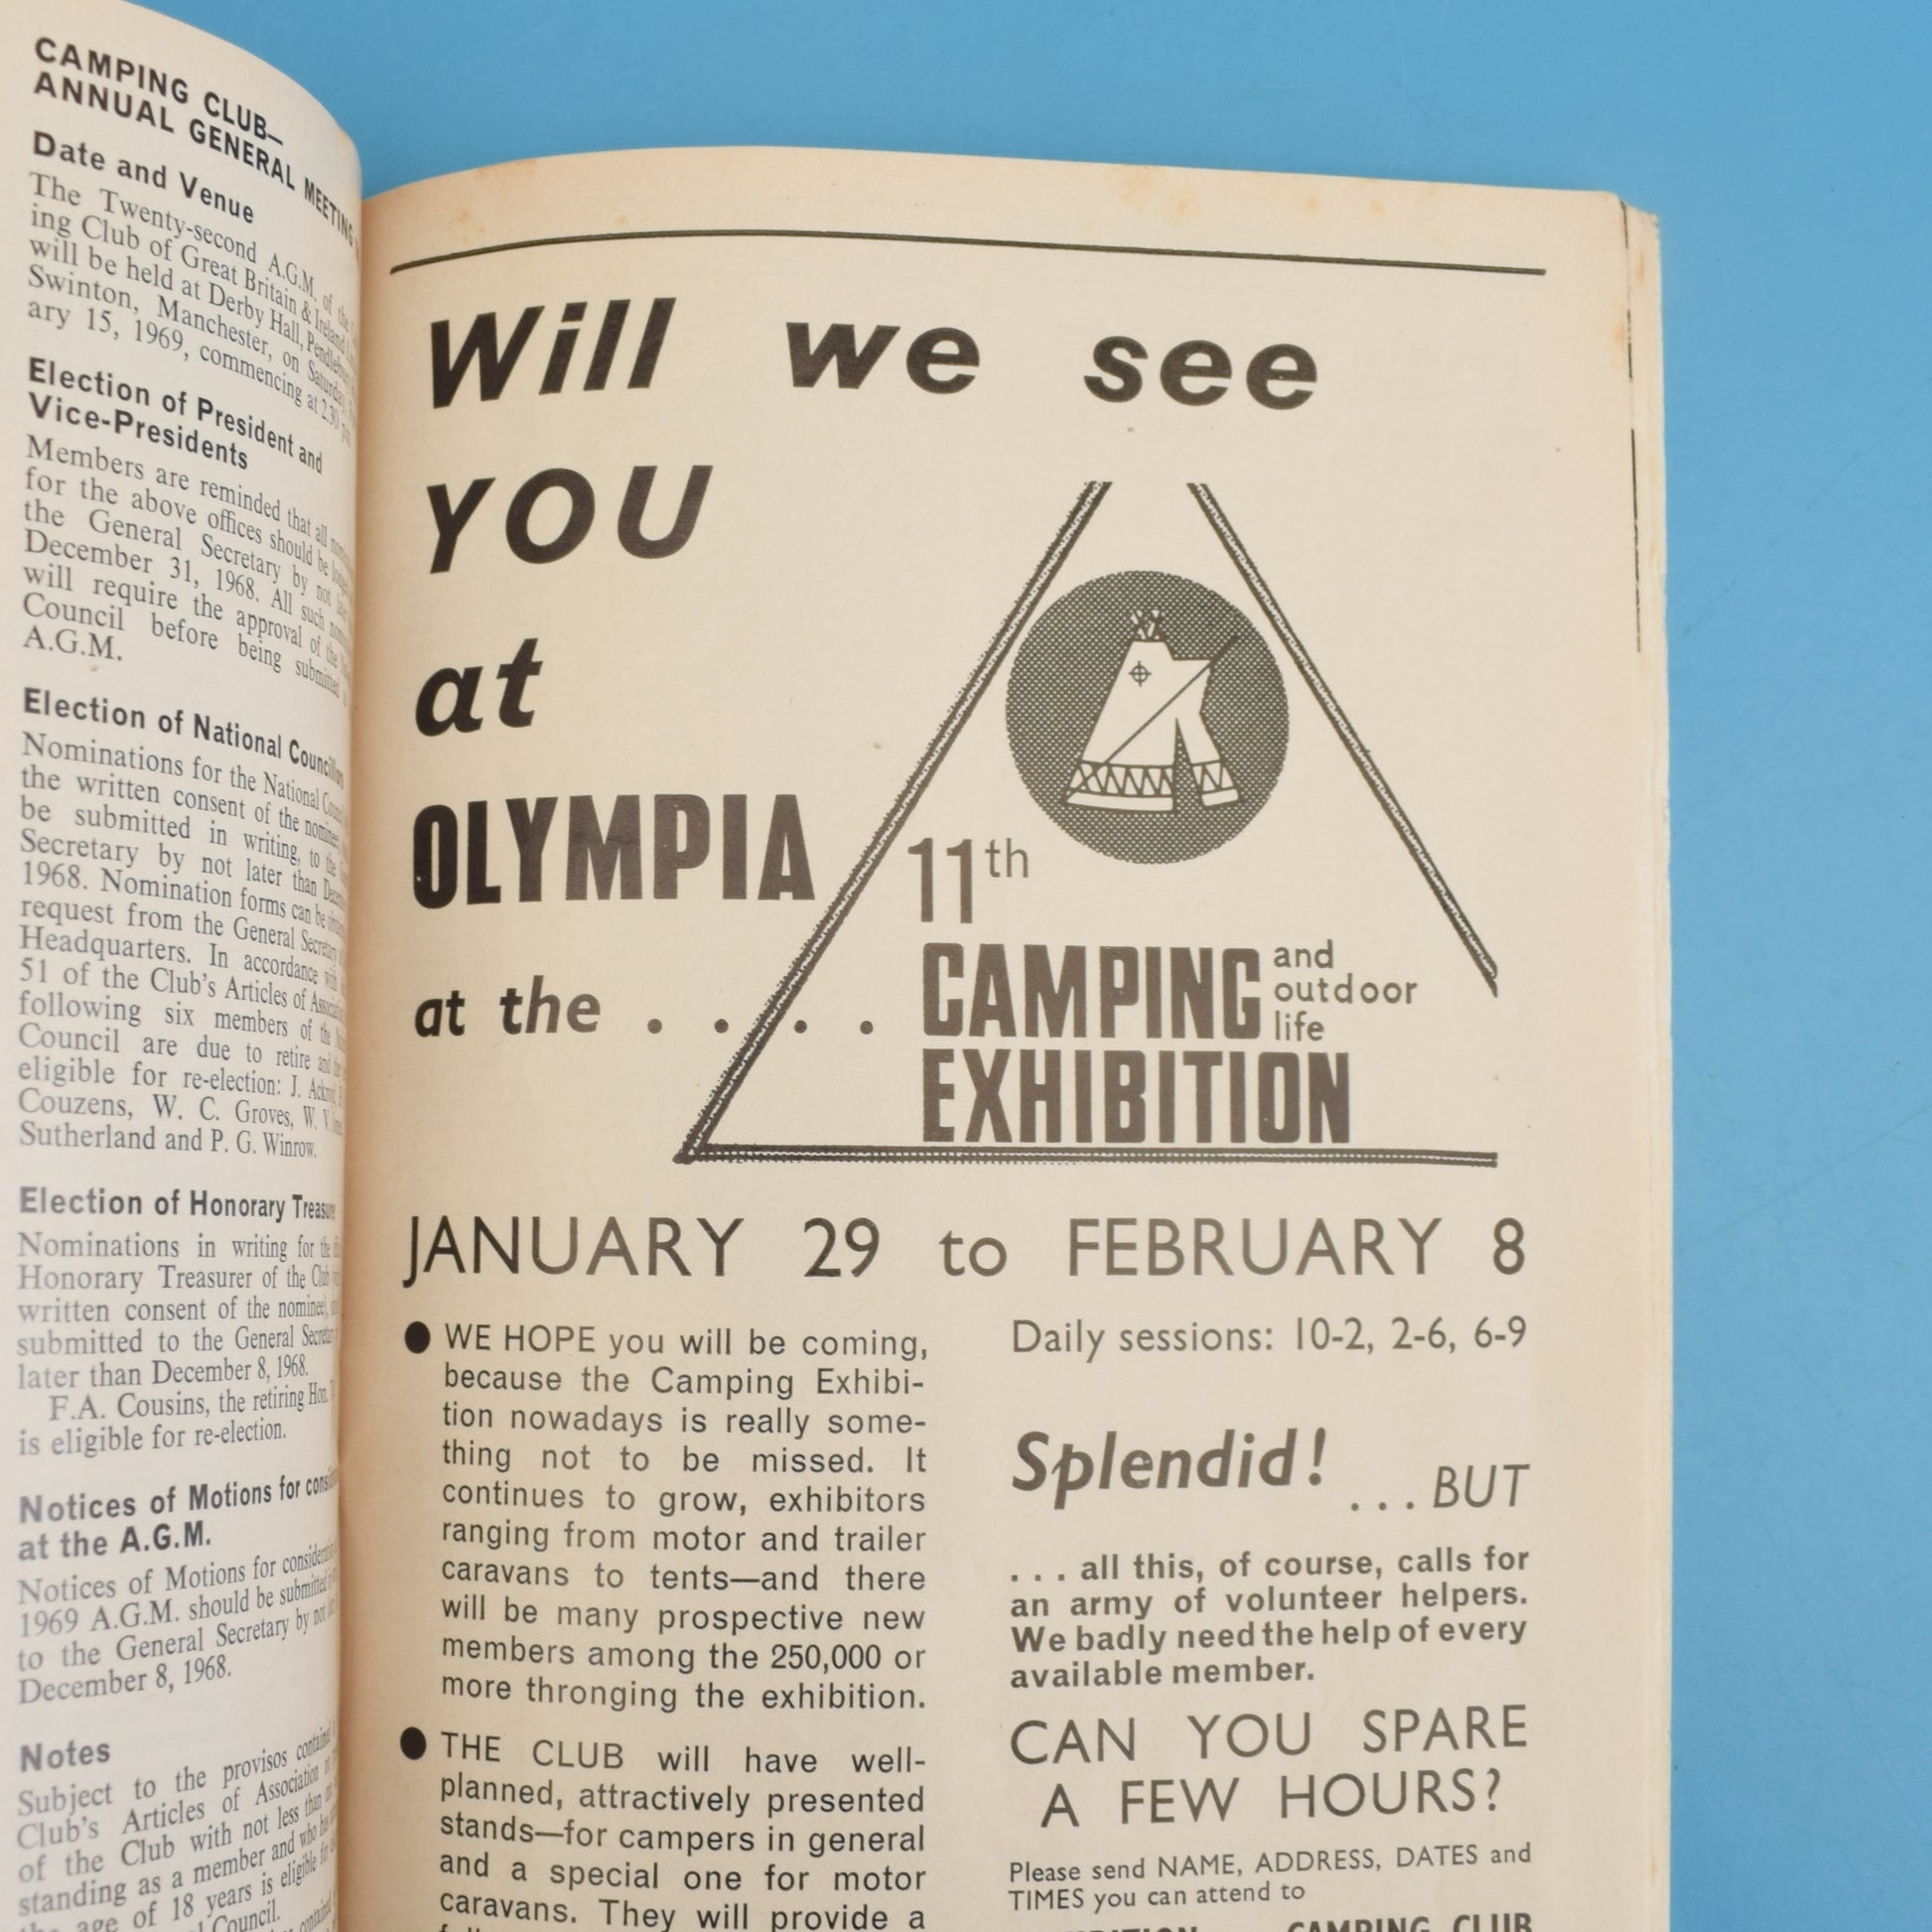 CAMPING CLUB—
ANNUAL GENERAL MEETING
Date and Venue
The Twenty-second A.G.M. of the
ing Club of Great Britain & Ireland
will be held at Derby Hall,
Swinton, Manchester, on Saturday,
ary 15, 1969, commencing at 2.30
Election of President and
Vice-Presidents
Members are reminded that all
for the above offices should be
the General Secretary by not
December 31, 1968. All such
will require the approval of the
Council before being submitted
A.G.M.
Election of National
Nominations for the National
the written consent of the
be submitted in writing, to the
Secretary by not later than
1968. Nomination forms can be
request from the General Secretary
Headquarters. In accordance with
51 of the Club's Articles of
following six members of the
Council are due to retire and
eligible for re-election: J.
Couzens, W. C. Groves, W. V.
Sutherland and P. G. Winrow.
Election of Honorary
Nominations in writing for the
Honorary Treasurer of the Club
written consent of the
submitted to the General
later than December 8, 1968.
F.A. Cousins, the retiring Hon.
is eligible for re-election.
Notices of Motions for
at the A.G.M.
Notices of Motions for
1969 A.G.M. should be submitted
to the General Secretary by not
December 8, 1968.
Notes
Subject to the provisos
Club's Articles of Association
of the Club with not less than
standing as a member and who
the age of 18 years is eligible
Council.
Will we see
YOU
at
OLYMPIA
at the . . . .
11th
CAMPING and
outdoor
life
EXHIBITION
JANUARY 29 to FEBRUARY 8
● WE HOPE you will be coming,
because the Camping Exhibi-
tion nowadays is really some-
thing not to be missed. It
continues to grow, exhibitors
ranging from motor and trailer
caravans to tents—and there
will be many prospective new
members among the 250,000 or
more thronging the exhibition.
● THE CLUB will have well-
planned, attractively presented
stands—for campers in general
and a special one for motor
caravans. They will provide a
Daily sessions: 10-2, 2-6, 6-9
Splendid! ...BUT
... all this, of course, calls for
an army of volunteer helpers.
We badly need the help of every
available member.
CAN YOU SPARE
A FEW HOURS?
Please send NAME, ADDRESS, DATES and
TIMES you can attend to
CAMPING CLUB